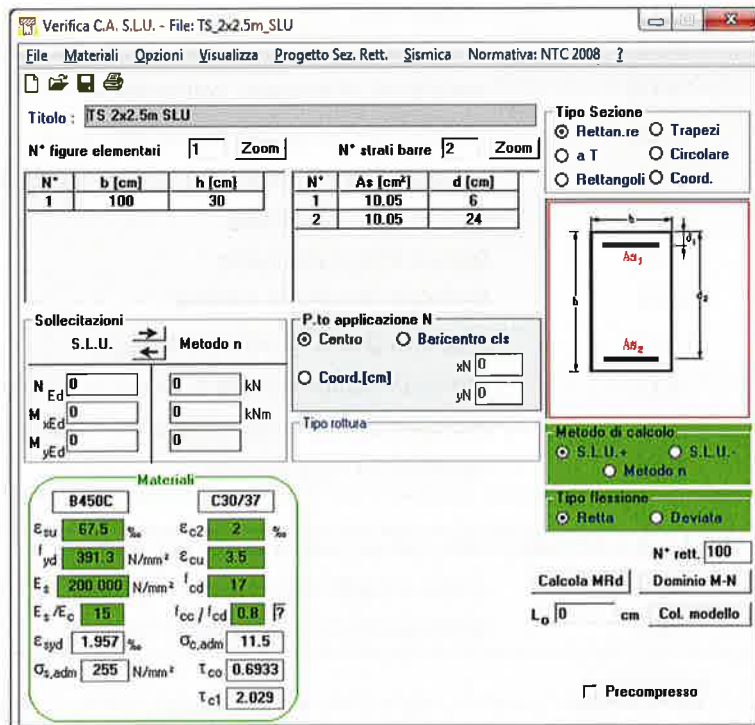 Verifica C.A. S.L.U. - File: TS_2x2.5m_SLU
File Materiali Opzioni Visualizza Progetto Sez. Rett. Sismica Normativa: NTC 2008 ?
Titolo : TS 2x2.5m SLU
N° figure elementari 1 Zoom N° strati barre 2 Zoom
N° b [cm] h [cm]
1 100 30
N° As [cm²] d [cm]
1 10.05 6
2 10.05 24
Tipo Sezione
Rettan.re Trapezi
a T Circolare
Rettangoli Coord.
b
d1
As1
h
d2
As2
Sollecitazioni
S.L.U. Metodo n
N Ed 0 0 kN
M xEd 0 0 kNm
M yEd 0 0
P.to applicazione N
Centro Baricentro cls
Coord.[cm] xN 0
yN 0
Tipo rottura
Metodo di calcolo
S.L.U.+ S.L.U.-
Metodo n
Tipo flessione
Retta Deviata
N° rett. 100
Calcola MRd Dominio M-N
L0 0 cm Col. modello
Precompresso
Materiali
B450C C30/37
εsu 67.5 ‰ εc2 2 ‰
fyd 391.3 N/mm² εcu 3.5
Es 200 000 N/mm² fcd 17
Es /Ec 15 fcc / fcd 0.8 ?
εsyd 1.957 ‰ σc,adm 11.5
σs,adm 255 N/mm² τco 0.6933
τc1 2.029